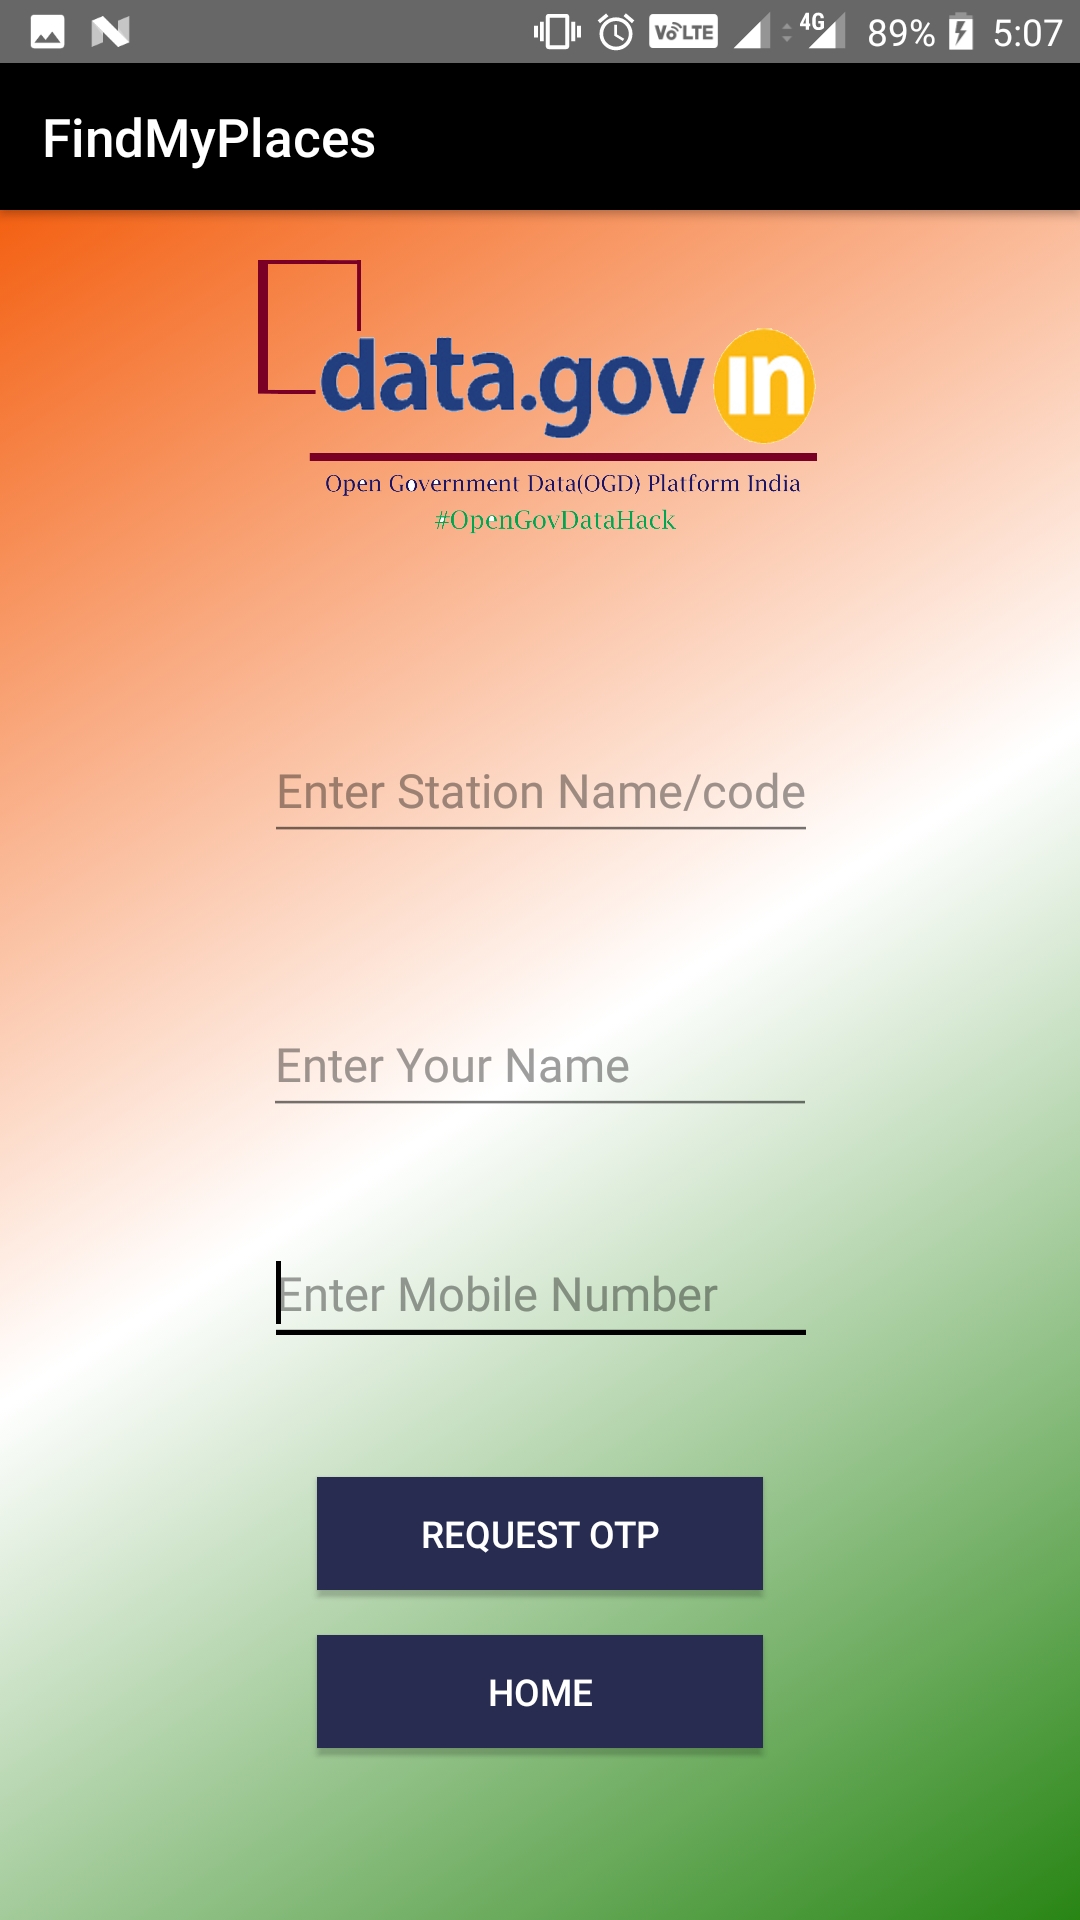 VoLTE 4G 89% 5:07
FindMyPlaces
data.gov in
Open Government Data(OGD) Platform India
#OpenGovDataHack
Enter Station Name/code
Enter Your Name
Enter Mobile Number
REQUEST OTP
HOME